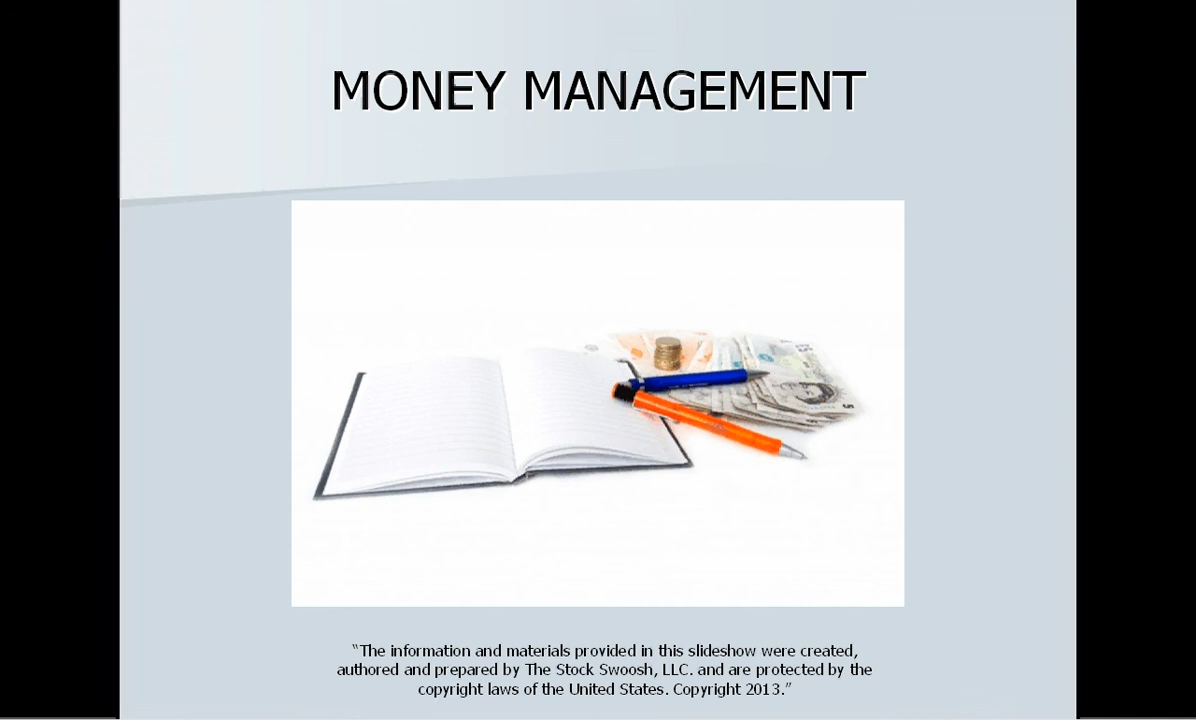 MONEY MANAGEMENT
“The information and materials provided in this slideshow were created,
authored and prepared by The Stock Swoosh, LLC. and are protected by the
copyright laws of the United States. Copyright 2013.”